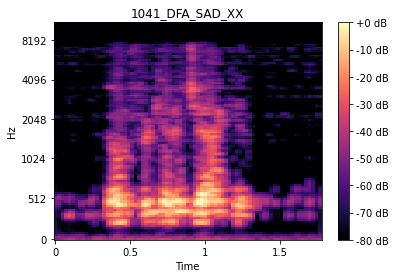 1041_DFA_SAD_XX
Hz
8192
4096
2048
1024
512
0
0
0.5
1
1.5
Time
+0 dB
-10 dB
-20 dB
-30 dB
-40 dB
-50 dB
-60 dB
-70 dB
-80 dB